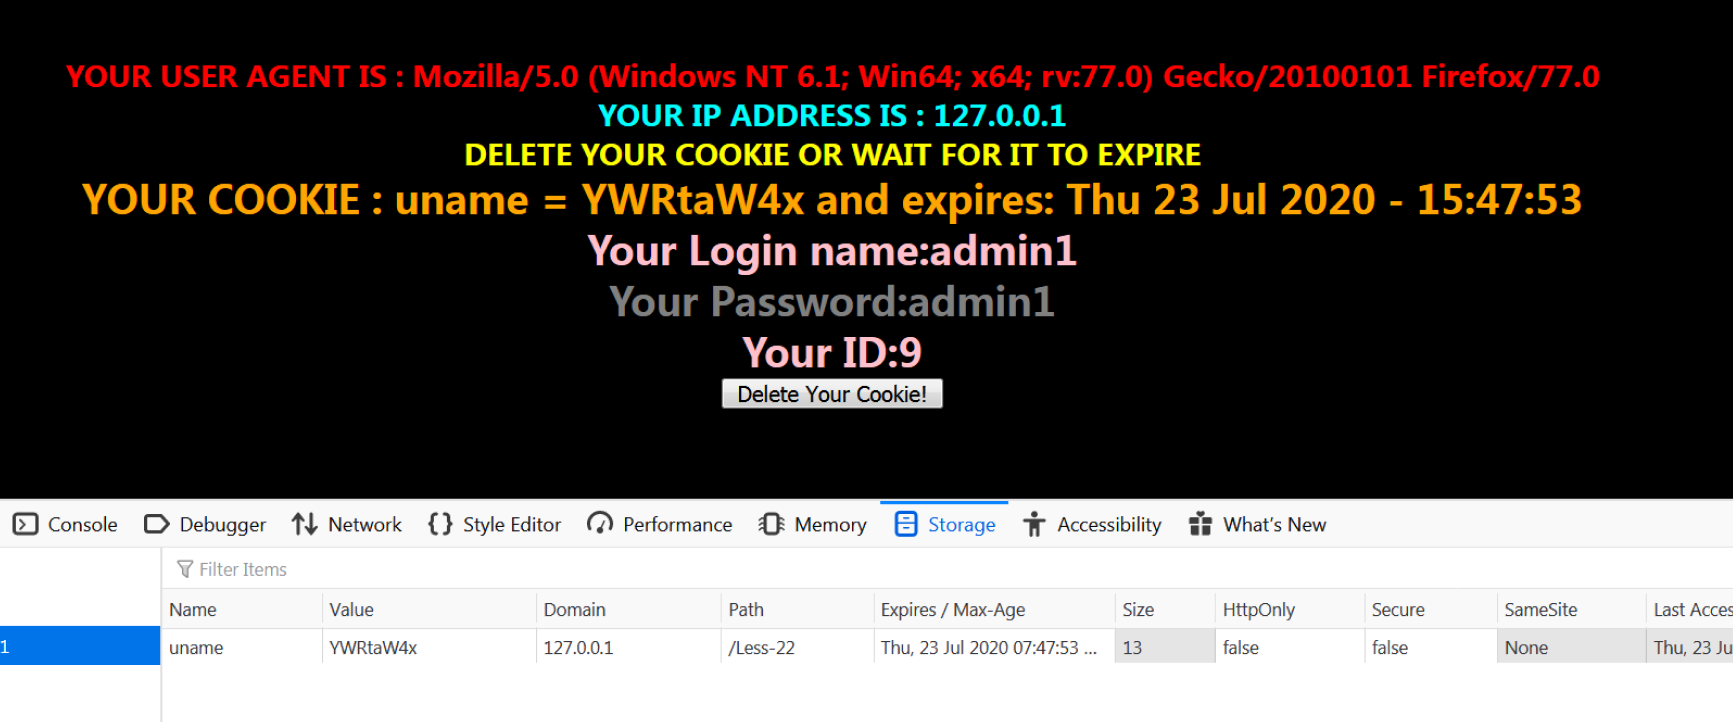 YOUR USER AGENT IS : Mozilla/5.0 (Windows NT 6.1; Win64; x64; rv:77.0) Gecko/20100101 Firefox/77.0
YOUR IP ADDRESS IS : 127.0.0.1
DELETE YOUR COOKIE OR WAIT FOR IT TO EXPIRE
YOUR COOKIE : uname = YWRtaW4x and expires: Thu 23 Jul 2020 - 15:47:53
Your Login name:admin1
Your Password:admin1
Your ID:9
Delete Your Cookie!
Console Debugger Network Style Editor Performance Memory Storage Accessibility What's New
Filter Items
Name Value Domain Path Expires / Max-Age Size HttpOnly Secure SameSite Last Acces
1 uname YWRtaW4x 127.0.0.1 /Less-22 Thu, 23 Jul 2020 07:47:53 ... 13 false false None Thu, 23 Ju